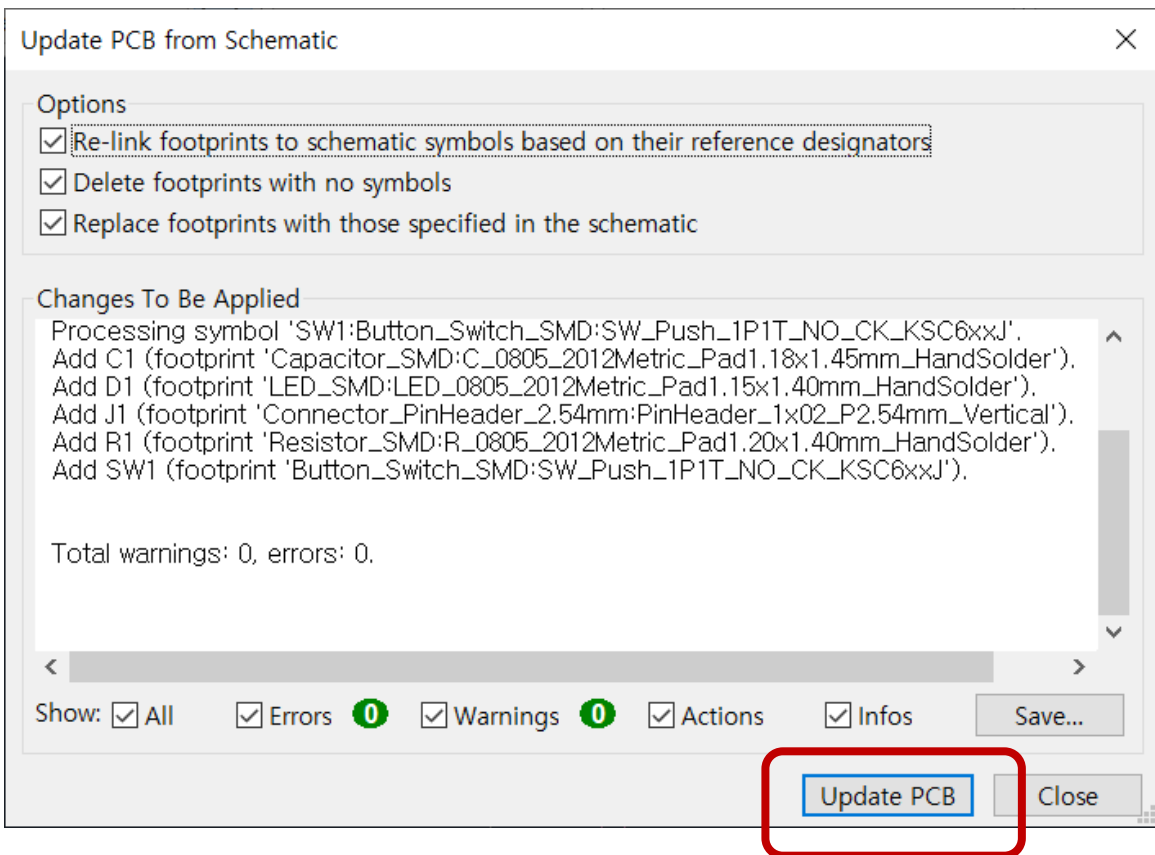 Update PCB from Schematic
Options
Re-link footprints to schematic symbols based on their reference designators
Delete footprints with no symbols
Replace footprints with those specified in the schematic
Changes To Be Applied
Processing symbol 'SW1:Button_Switch_SMD:SW_Push_1P1T_NO_CK_KSC6xxJ'.
Add C1 (footprint 'Capacitor_SMD:C_0805_2012Metric_Pad1.18x1.45mm_HandSolder').
Add D1 (footprint 'LED_SMD:LED_0805_2012Metric_Pad1.15x1.40mm_HandSolder').
Add J1 (footprint 'Connector_PinHeader_2.54mm:PinHeader_1x02_P2.54mm_Vertical').
Add R1 (footprint 'Resistor_SMD:R_0805_2012Metric_Pad1.20x1.40mm_HandSolder').
Add SW1 (footprint 'Button_Switch_SMD:SW_Push_1P1T_NO_CK_KSC6xxJ').
Total warnings: 0, errors: 0.
Show: All Errors 0 Warnings 0 Actions Infos Save...
Update PCB Close